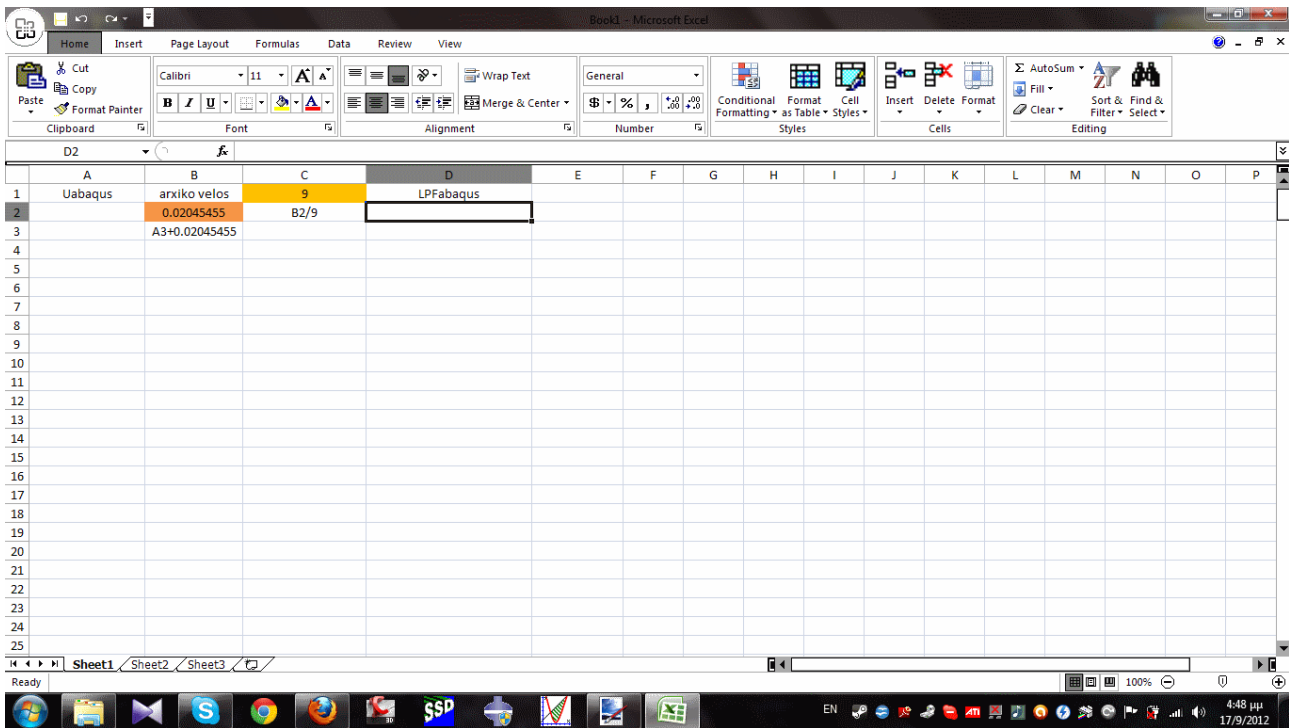 Book1 - Microsoft Excel
Home Insert Page Layout Formulas Data Review View
Paste
Cut
Copy
Format Painter
Clipboard
Calibri 11
B I U
Font
Wrap Text
Merge & Center
Alignment
General
$ % ,
Number
Conditional Formatting
Format as Table
Cell Styles
Styles
Insert Delete Format
Cells
Σ AutoSum
Fill
Clear
Sort & Filter
Find & Select
Editing
D2 fx
A B C D E F G H I J K L M N O P
1 Uabaqus arxiko velos 9 LPFabaqus
2 0.02045455 B2/9
3 A3+0.02045455
4
5
6
7
8
9
10
11
12
13
14
15
16
17
18
19
20
21
22
23
24
25
Sheet1 Sheet2 Sheet3
Ready 100%
SSP EN ATI 4:48 μμ
17/9/2012